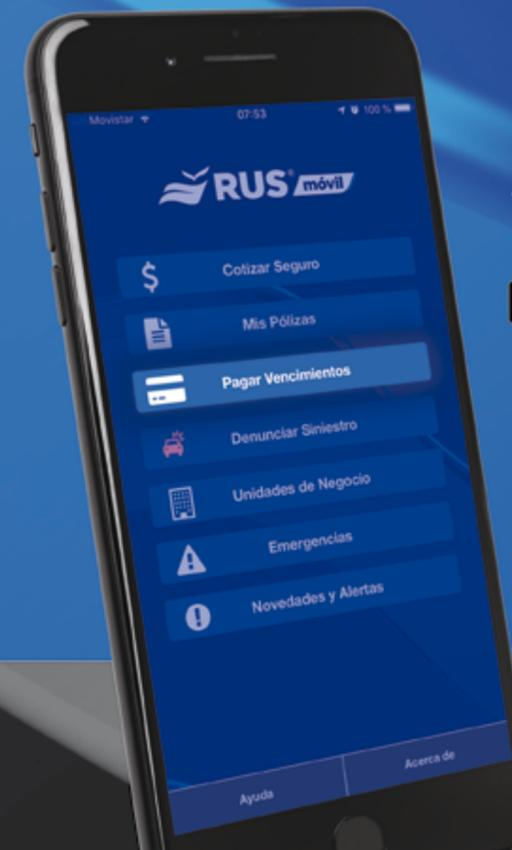 Movistar 07:53 100 %
RUS® móvil
Cotizar Seguro
Mis Pólizas
Pagar Vencimientos
Denunciar Siniestro
Unidades de Negocio
Emergencias
Novedades y Alertas
Ayuda Acerca de